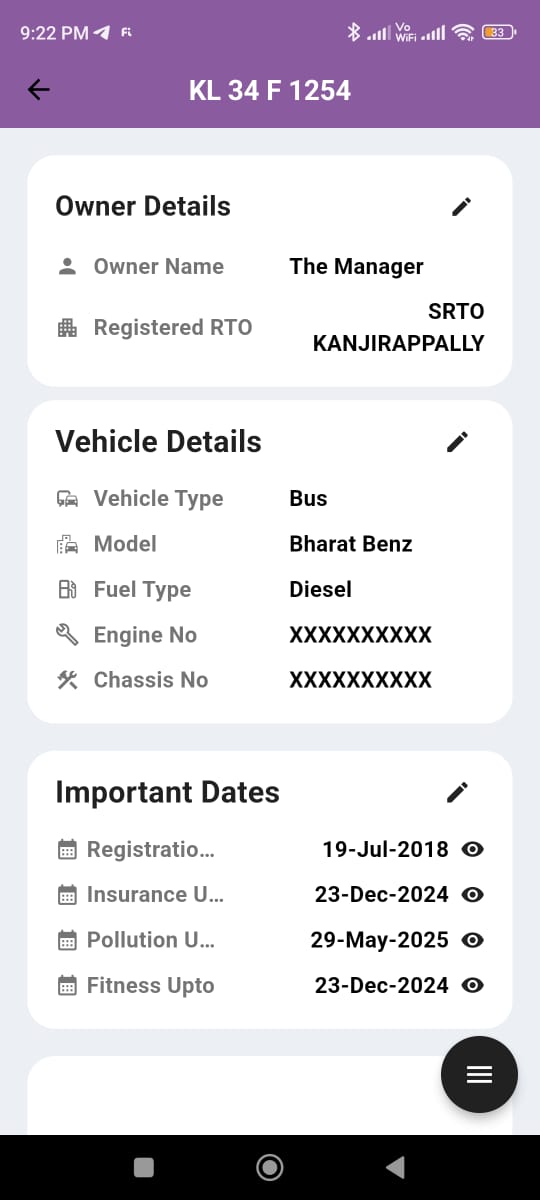 9:22 PM Fi Vo WiFi 33
KL 34 F 1254
Owner Details
Owner Name The Manager
Registered RTO SRTO
KANJIRAPPALLY
Vehicle Details
Vehicle Type Bus
Model Bharat Benz
Fuel Type Diesel
Engine No XXXXXXXXXX
Chassis No XXXXXXXXXX
Important Dates
Registratio... 19-Jul-2018
Insurance U... 23-Dec-2024
Pollution U... 29-May-2025
Fitness Upto 23-Dec-2024